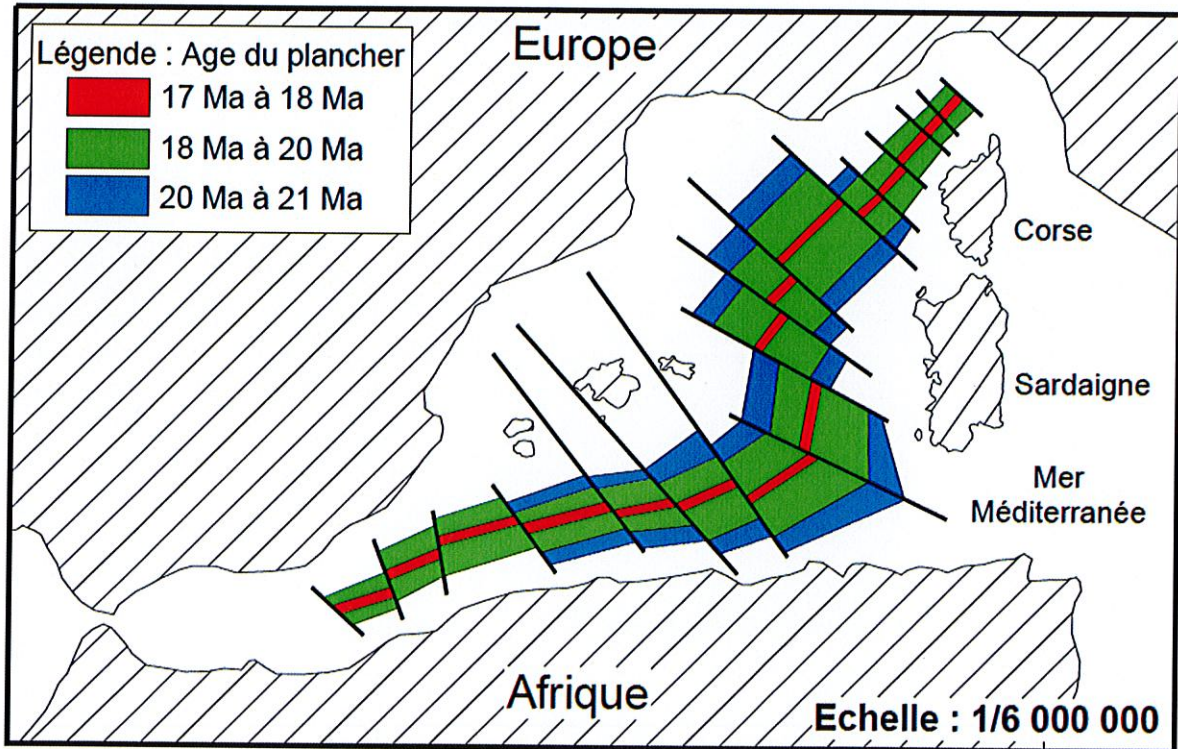 Europe
Légende : Age du plancher
17 Ma à 18 Ma
18 Ma à 20 Ma
20 Ma à 21 Ma
Corse
Sardaigne
Mer
Méditerranée
Afrique
Echelle : 1/6 000 000